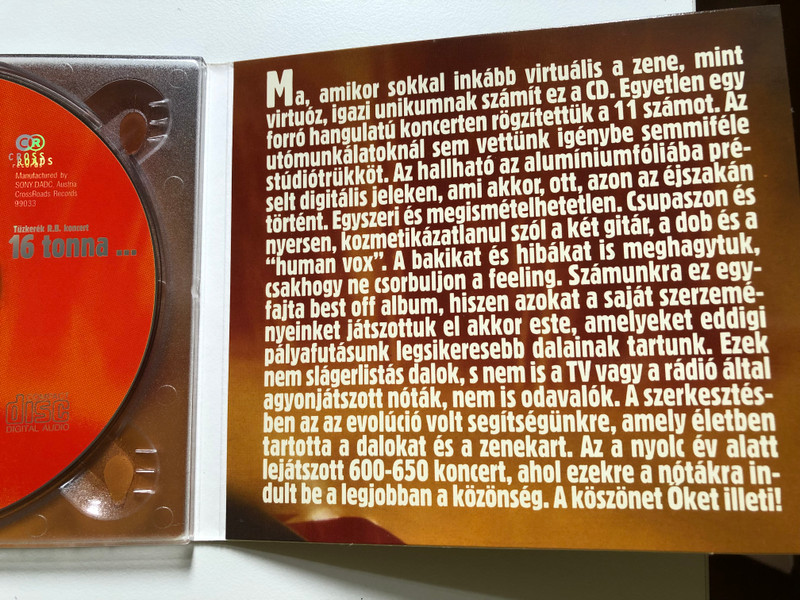 CR
CROSS
ROADS
RECORDS
Manufactured by
SONY.DADC, Austria
CrossRoads Records
99033
Tűzkerék R.B. koncert
16 tonna ...
disc
DIGITAL AUDIO
Ma, amikor sokkal inkább virtuális a zene, mint
virtuóz, igazi unikumnak számít ez a CD. Egyetlen egy
forró hangulatú koncerten rögzítettük a 11 számot. Az
utómunkálatoknál sem vettünk igénybe semmiféle
stúdiótrükköt. Az hallható az alumíniumfóliába pré-
selt digitális jeleken, ami akkor, ott, azon az éjszakán
történt. Egyszeri és megismételhetetlen. Csupaszon és
nyersen, kozmetikázatlanul szól a két gitár, a dob és a
“human vox”. A bakikat és hibákat is meghagytuk,
csakhogy ne csorbuljon a feeling. Számunkra ez egy-
fajta best off album, hiszen azokat a saját szerzemé-
nyeinket játszottuk el akkor este, amelyeket eddigi
pályafutásunk legsikeresebb dalainak tartunk. Ezek
nem slágerlistás dalok, s nem is a TV vagy a rádió által
agyonjátszott nóták, nem is odavalók. A szerkesztés-
ben az az evolúció volt segítségünkre, amely életben
tartotta a dalokat és a zenekart. Az a nyolc év alatt
lejátszott 600-650 koncert, ahol ezekre a nótákra in-
dult be a legjobban a közönség. A köszönet Őket illeti!